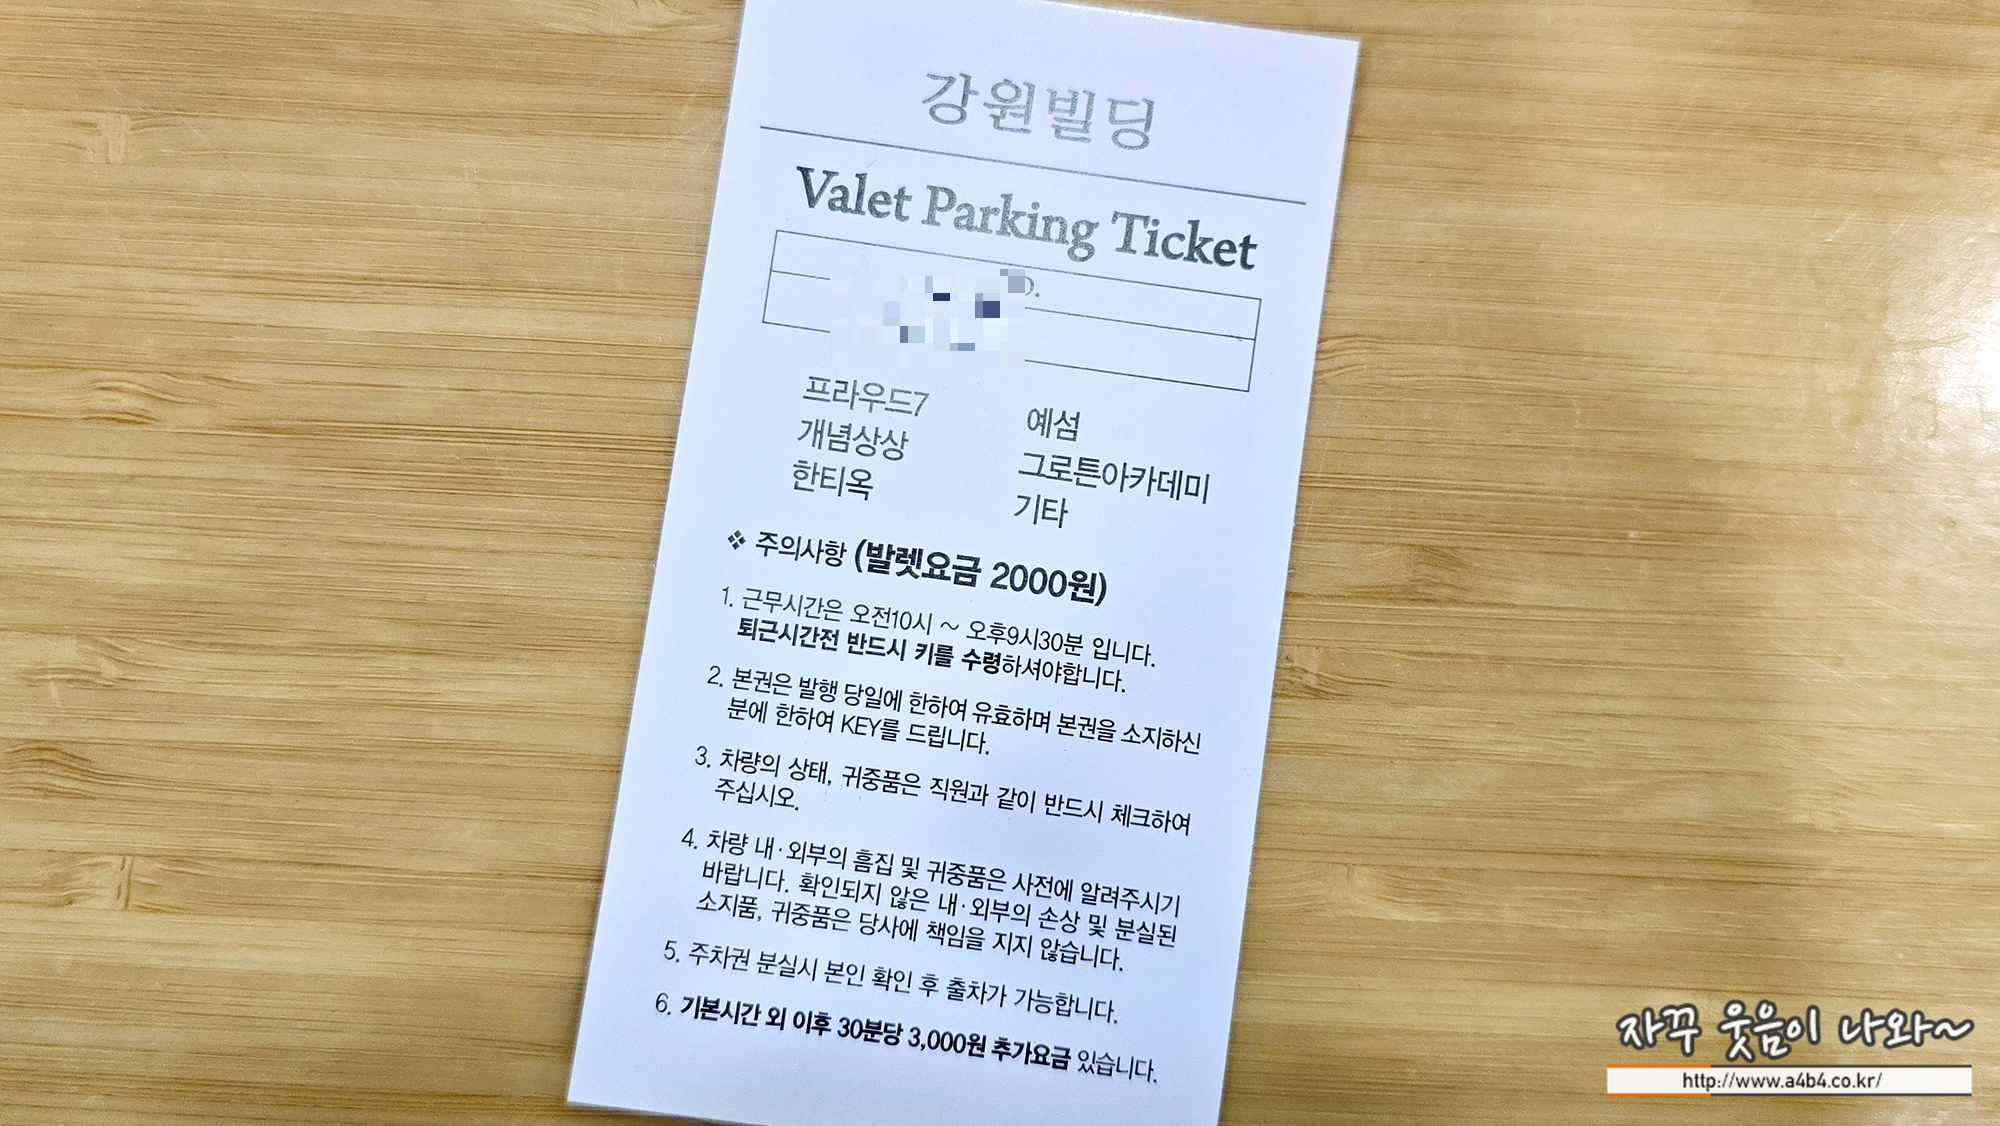 강원빌딩
Valet Parking Ticket
프라우드7 예섬
개념상상 그로튼아카데미
한티옥 기타
❖ 주의사항 (발렛요금 2000원)
1. 근무시간은 오전10시 ~ 오후9시30분 입니다.
퇴근시간전 반드시 키를 수령하셔야합니다.
2. 본권은 발행 당일에 한하여 유효하며 본권을 소지하신
분에 한하여 KEY를 드립니다.
3. 차량의 상태, 귀중품은 직원과 같이 반드시 체크하여
주십시오.
4. 차량 내·외부의 흠집 및 귀중품은 사전에 알려주시기
바랍니다. 확인되지 않은 내·외부의 손상 및 분실된
소지품, 귀중품은 당사에 책임을 지지 않습니다.
5. 주차권 분실시 본인 확인 후 출차가 가능합니다.
6. 기본시간 외 이후 30분당 3,000원 추가요금 있습니다.
자꾸 웃음이 나와~
http://www.a4b4.co.kr/